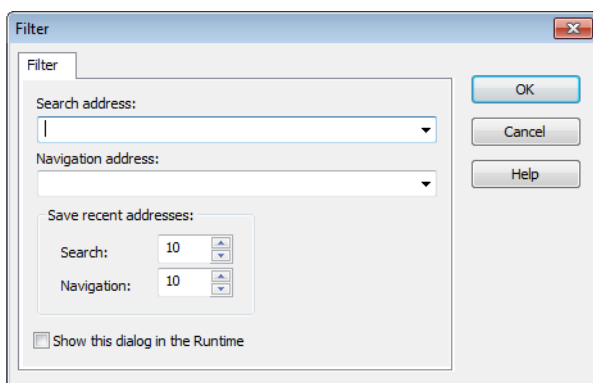 Filter
Filter
Search address:
Navigation address:
Save recent addresses:
Search: 10
Navigation: 10
Show this dialog in the Runtime
OK
Cancel
Help